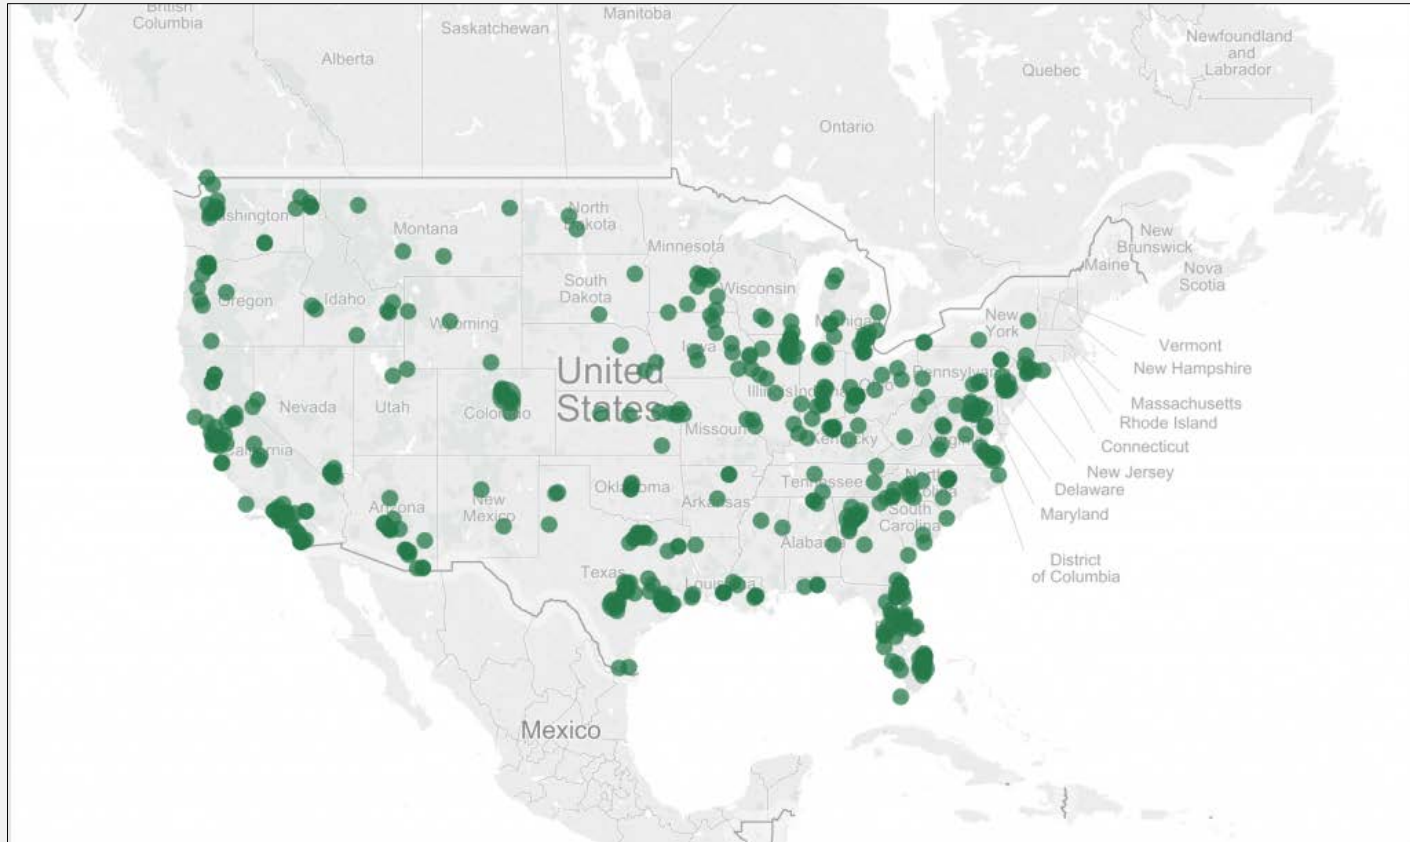 British
Columbia
Manitoba
Saskatchewan
Alberta
Newfoundland
and
Labrador
Quebec
Ontario
Washington
North
Dakota
Montana
Minnesota
New
Brunswick
Maine
Nova
Scotia
South
Dakota
Wisconsin
Oregon
Idaho
Wyoming
Michigan
New
York
Vermont
New Hampshire
Iowa
United
States
Pennsylvania
Illinois
Indiana
Ohio
Nevada
Utah
Colorado
Massachusetts
Rhode Island
Connecticut
California
Missouri
Kentucky
Virginia
New Jersey
Delaware
Maryland
Arizona
New
Mexico
Oklahoma
Arkansas
Tennessee
North
Carolina
South
Carolina
Alabama
District
of Columbia
Texas
Louisiana
Mexico